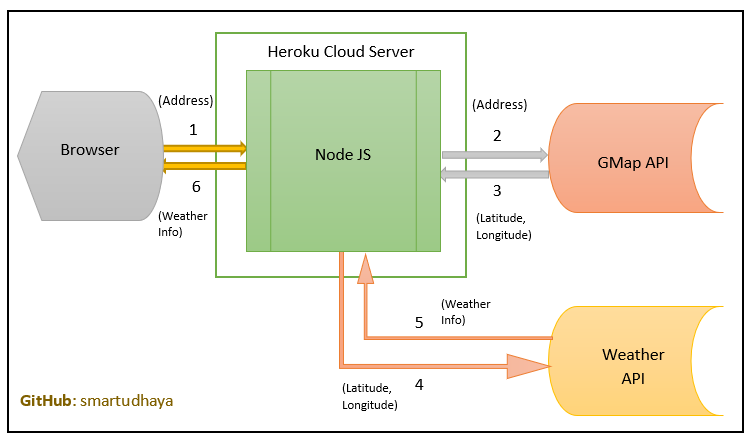 Heroku Cloud Server
(Address)
1
Browser
6
(Weather
Info)
Node JS
(Address)
2
GMap API
3
(Latitude,
Longitude)
5
(Weather
Info)
4
(Latitude,
Longitude)
Weather
API
GitHub: smartudhaya